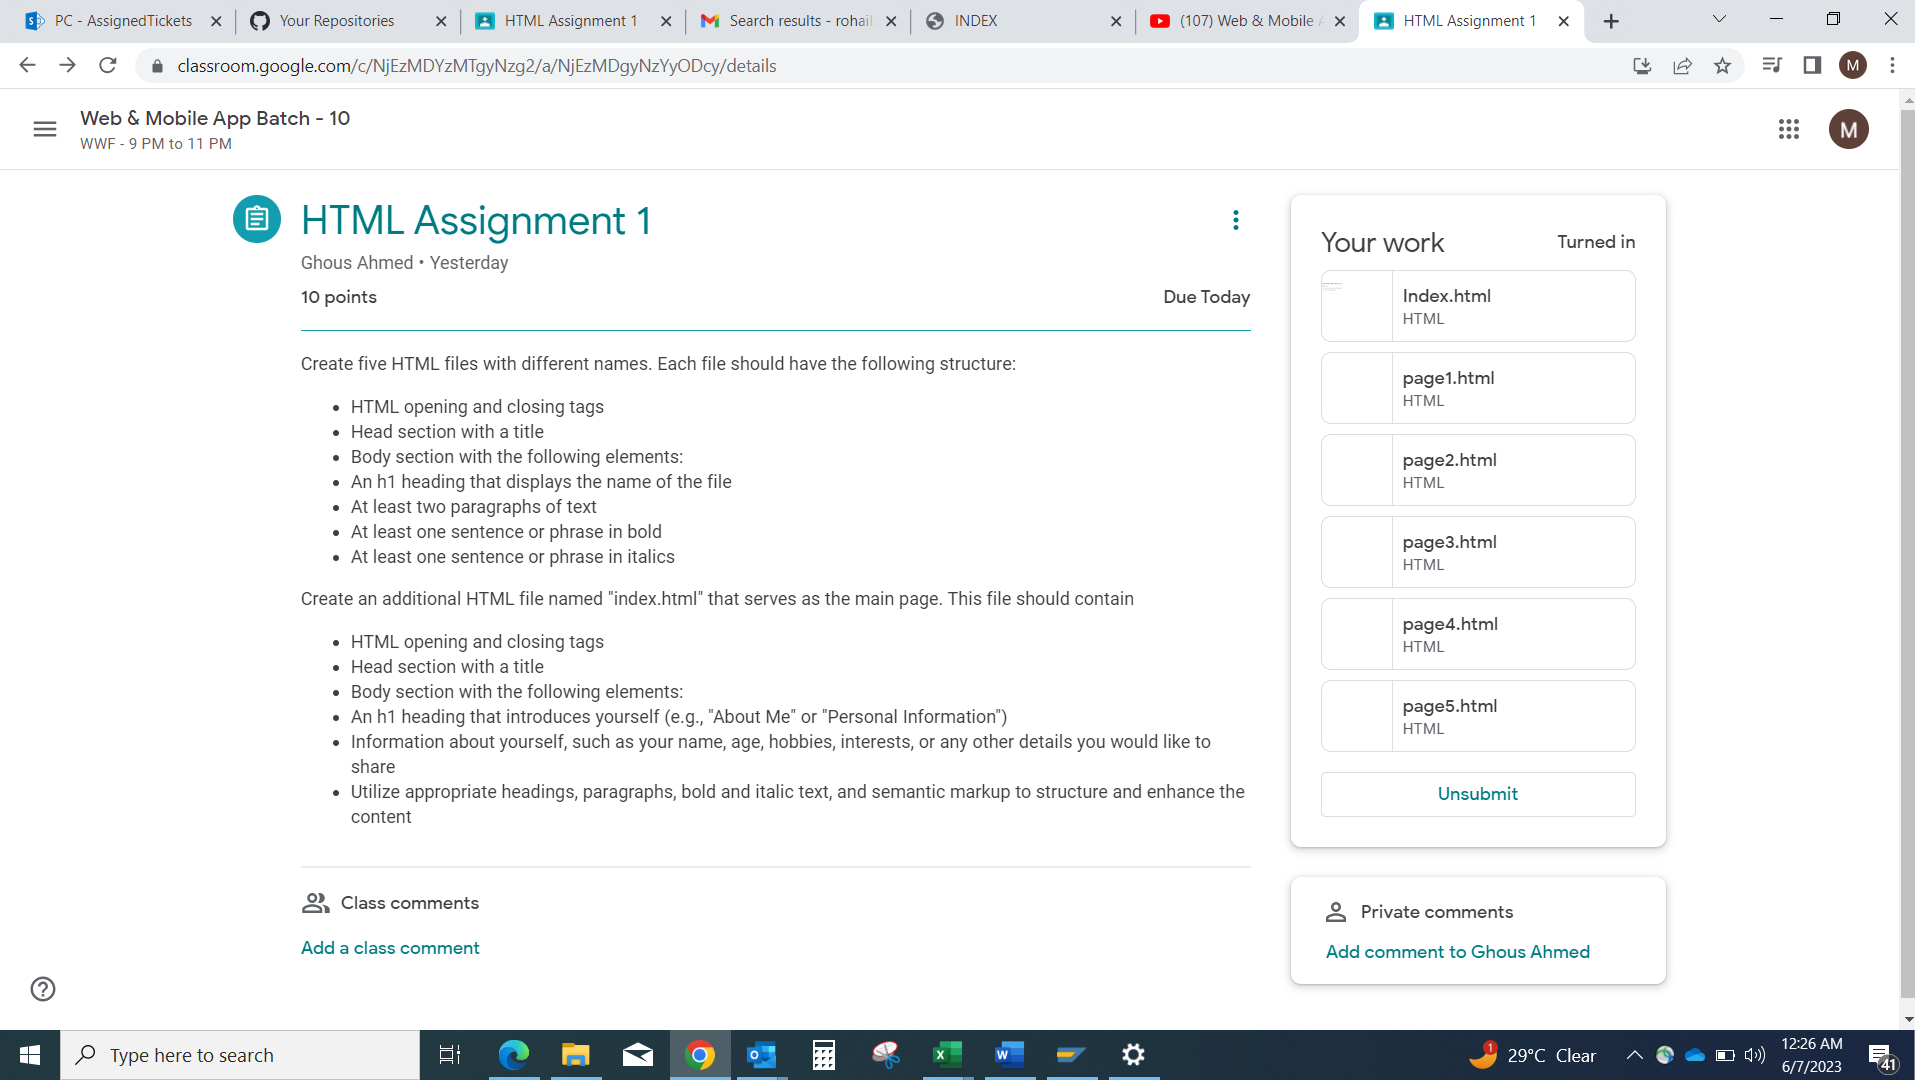 PC - AssignedTickets
Your Repositories
HTML Assignment 1
Search results - rohail
INDEX
(107) Web & Mobile A
HTML Assignment 1
classroom.google.com/c/NjEzMDYzMTgyNzg2/a/NjEzMDgyNzYyODcy/details
M
Web & Mobile App Batch - 10
WWF - 9 PM to 11 PM
M
HTML Assignment 1
Ghous Ahmed • Yesterday
10 points
Due Today
Create five HTML files with different names. Each file should have the following structure:
• HTML opening and closing tags
• Head section with a title
• Body section with the following elements:
• An h1 heading that displays the name of the file
• At least two paragraphs of text
• At least one sentence or phrase in bold
• At least one sentence or phrase in italics
Create an additional HTML file named "index.html" that serves as the main page. This file should contain
• HTML opening and closing tags
• Head section with a title
• Body section with the following elements:
• An h1 heading that introduces yourself (e.g., "About Me" or "Personal Information")
• Information about yourself, such as your name, age, hobbies, interests, or any other details you would like to
share
• Utilize appropriate headings, paragraphs, bold and italic text, and semantic markup to structure and enhance the
content
Class comments
Add a class comment
Your work
Turned in
Index.html
HTML
page1.html
HTML
page2.html
HTML
page3.html
HTML
page4.html
HTML
page5.html
HTML
Unsubmit
Private comments
Add comment to Ghous Ahmed
Type here to search
1
29°C Clear
12:26 AM
6/7/2023
41